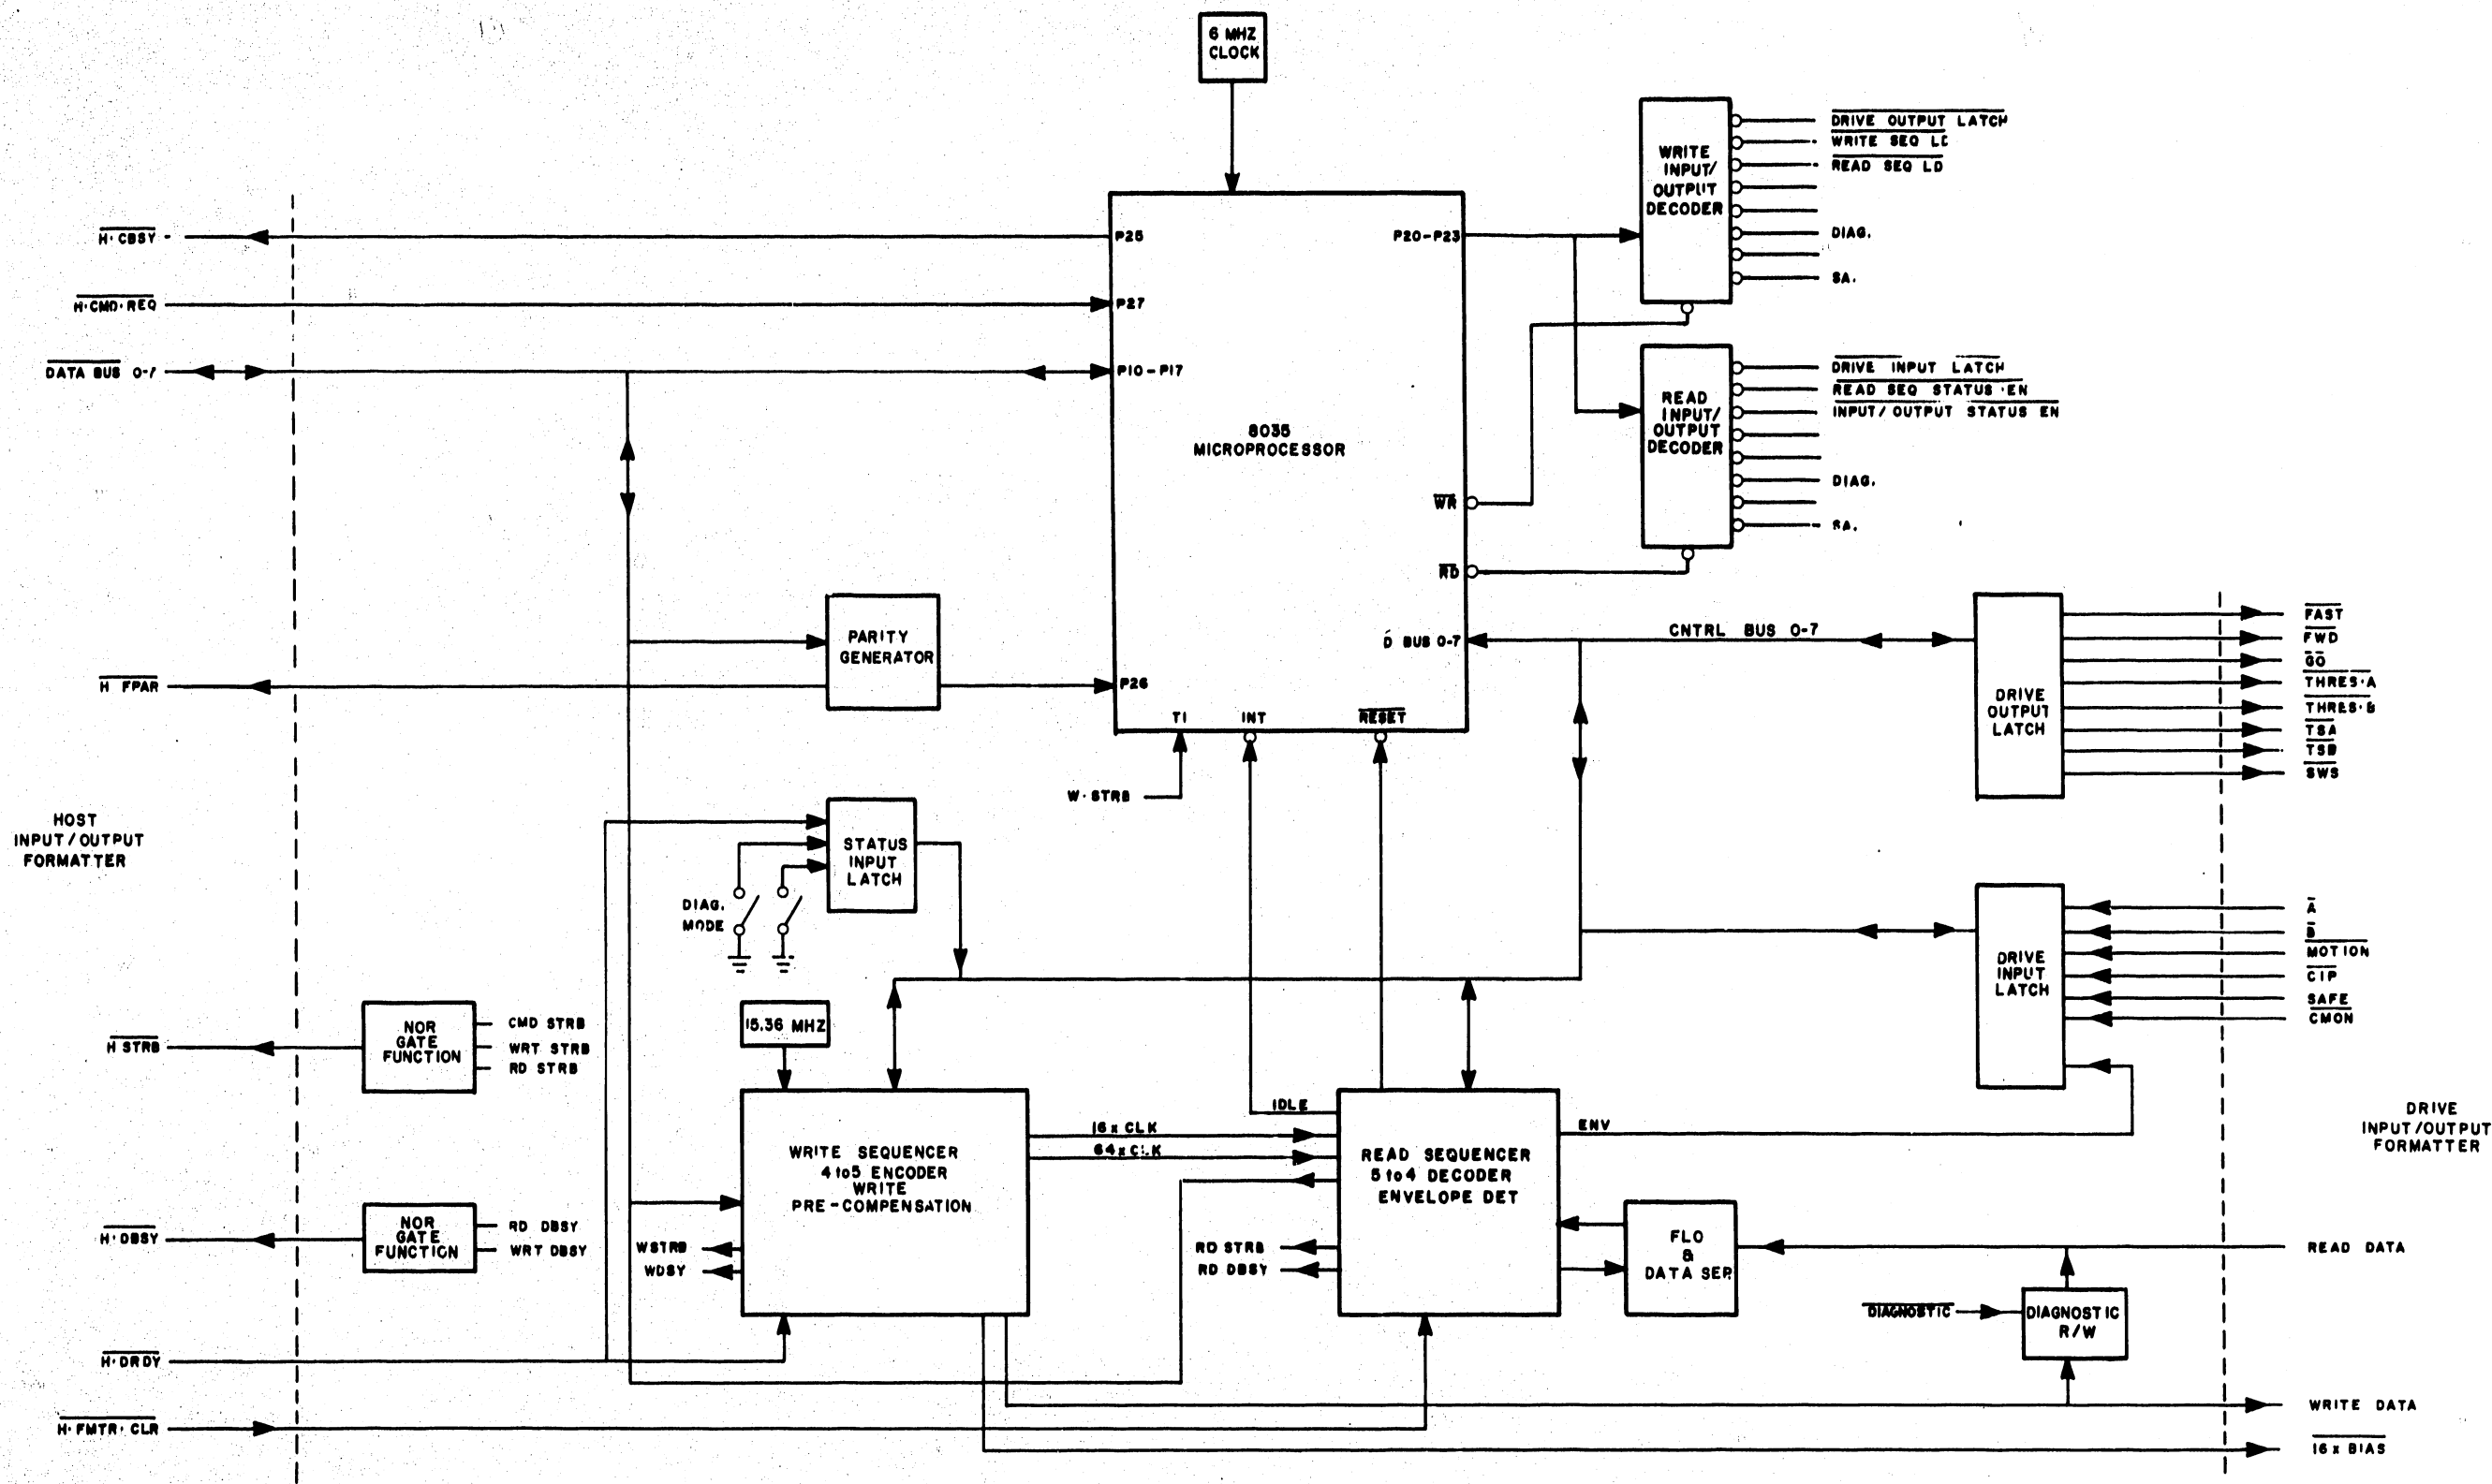 6 MHZ
CLOCK
WRITE
INPUT/
OUTPUT
DECODER
DRIVE OUTPUT LATCH
WRITE SEQ LD
READ SEQ LD
DIAG.
SA.
H·CBSY
P25
P20-P23
H·CMD·REQ
P27
DATA BUS 0-7
P10-P17
8035
MICROPROCESSOR
READ
INPUT/
OUTPUT
DECODER
DRIVE INPUT LATCH
READ SEQ STATUS·EN
INPUT/OUTPUT STATUS EN
DIAG.
SA.
WR
RD
PARITY
GENERATOR
D BUS 0-7
CNTRL BUS 0-7
H FPAR
P26
T1
INT
RESET
W·STRB
DRIVE
OUTPUT
LATCH
FAST
FWD
GO
THRES·A
THRES·B
TSA
TSB
SWS
HOST
INPUT/OUTPUT
FORMATTER
STATUS
INPUT
LATCH
DIAG.
MODE
DRIVE
INPUT
LATCH
A
B
MOTION
CIP
SAFE
CMON
H STRB
NOR
GATE
FUNCTION
CMD STRB
WRT STRB
RD STRB
15.36 MHZ
WRITE SEQUENCER
4 to 5 ENCODER
WRITE
PRE-COMPENSATION
IDLE
16x CLK
64x CLK
READ SEQUENCER
5 to 4 DECODER
ENVELOPE DET
ENV
DRIVE
INPUT/OUTPUT
FORMATTER
H·DBSY
NOR
GATE
FUNCTION
RD DBSY
WRT DBSY
WSTRB
WDSY
RD STRB
RD DBSY
FLO
&
DATA SEP.
READ DATA
DIAGNOSTIC
DIAGNOSTIC
R/W
H·DRDY
WRITE DATA
H·FMTR·CLR
16x BIAS